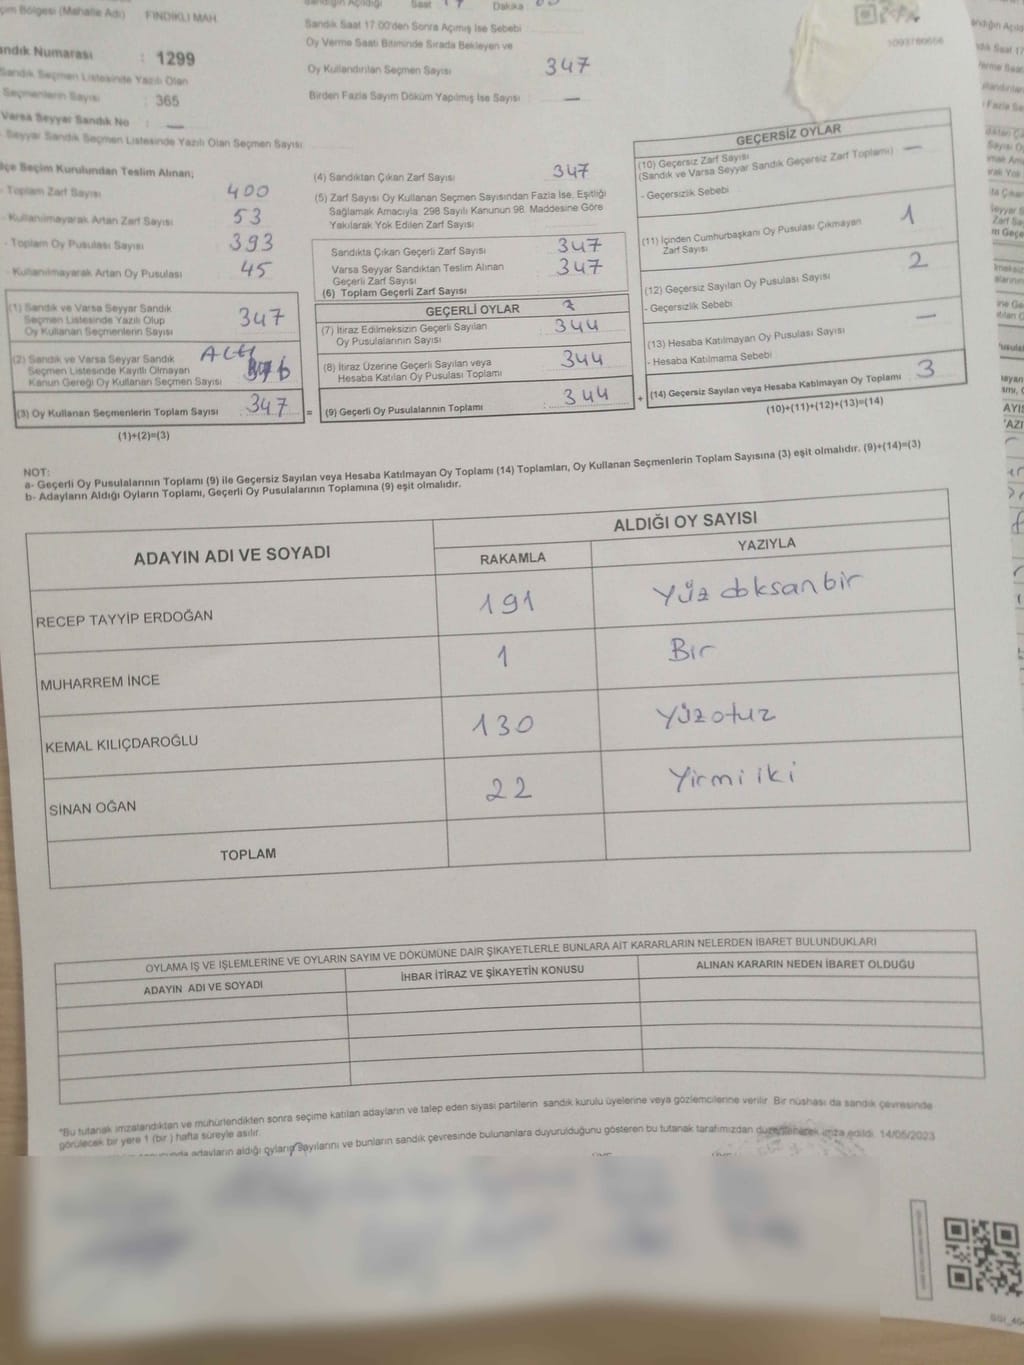 çim Bölgesi (Mahalle Adı) FINDIKLI MAH.
Sandığın Açıldığı Saat 17 Dakika
Sandık Saat 17:00'den Sonra Açmış İse Sebebi
Oy Verme Saati Bitiminde Sırada Bekleyen ve
Oy Kullandırılan Seçmen Sayısı 347
Birden Fazla Sayım Döküm Yapılmış İse Sayısı : —
andık Numarası : 1299
Sandık Seçmen Listesinde Yazılı Olan
Seçmenlerin Sayısı : 365
Varsa Seyyar Sandık No : —
- Seyyar Sandık Seçmen Listesinde Yazılı Olan Seçmen Sayısı:
lçe Seçim Kurulundan Teslim Alınan;
- Toplam Zarf Sayısı 400
- Kullanılmayarak Artan Zarf Sayısı 53
- Toplam Oy Pusulası Sayısı 393
- Kullanılmayarak Artan Oy Pusulası 45
(1) Sandık ve Varsa Seyyar Sandık
Seçmen Listesinde Yazılı Olup
Oy Kullanan Seçmenlerin Sayısı 347
(2) Sandık ve Varsa Seyyar Sandık
Seçmen Listesinde Kayıtlı Olmayan
Kanun Gereği Oy Kullanan Seçmen Sayısı
(3) Oy Kullanan Seçmenlerin Toplam Sayısı 347 =
(1)+(2)=(3)
(4) Sandıktan Çıkan Zarf Sayısı 347
(5) Zarf Sayısı Oy Kullanan Seçmen Sayısından Fazla İse, Eşitliği
Sağlamak Amacıyla, 298 Sayılı Kanunun 98. Maddesine Göre
Yakılarak Yok Edilen Zarf Sayısı
Sandıkta Çıkan Geçerli Zarf Sayısı 347
Varsa Seyyar Sandıktan Teslim Alınan
Geçerli Zarf Sayısı 347
(6) Toplam Geçerli Zarf Sayısı
GEÇERLİ OYLAR
(7) İtiraz Edilmeksizin Geçerli Sayılan
Oy Pusulalarının Sayısı 344
(8) İtiraz Üzerine Geçerli Sayılan veya
Hesaba Katılan Oy Pusulası Toplamı 344
(9) Geçerli Oy Pusulalarının Toplamı 344 +
GEÇERSİZ OYLAR
(10) Geçersiz Zarf Sayısı —
(Sandık ve Varsa Seyyar Sandık Geçersiz Zarf Toplamı)
- Geçersizlik Sebebi
(11) İçinden Cumhurbaşkanı Oy Pusulası Çıkmayan
Zarf Sayısı 1
(12) Geçersiz Sayılan Oy Pusulası Sayısı 2
- Geçersizlik Sebebi
(13) Hesaba Katılmayan Oy Pusulası Sayısı —
- Hesaba Katılmama Sebebi
(14) Geçersiz Sayılan veya Hesaba Katılmayan Oy Toplamı 3
(10)+(11)+(12)+(13)=(14)
NOT:
a- Geçerli Oy Pusulalarının Toplamı (9) ile Geçersiz Sayılan veya Hesaba Katılmayan Oy Toplamı (14) Toplamları, Oy Kullanan Seçmenlerin Toplam Sayısına (3) eşit olmalıdır. (9)+(14)=(3)
b- Adayların Aldığı Oyların Toplamı, Geçerli Oy Pusulalarının Toplamına (9) eşit olmalıdır.
ADAYIN ADI VE SOYADI
ALDIĞI OY SAYISI
RAKAMLA YAZIYLA
RECEP TAYYİP ERDOĞAN 191 Yüz doksanbir
MUHARREM İNCE 1 Bir
KEMAL KILIÇDAROĞLU 130 Yüzotuz
SİNAN OĞAN 22 Yirmi iki
TOPLAM
OYLAMA İŞ VE İŞLEMLERİNE VE OYLARIN SAYIM VE DÖKÜMÜNE DAİR ŞİKAYETLERLE BUNLARA AİT KARARLARIN NELERDEN İBARET BULUNDUKLARI
ADAYIN ADI VE SOYADI İHBAR İTİRAZ VE ŞİKAYETİN KONUSU ALINAN KARARIN NEDEN İBARET OLDUĞU
"Bu tutanak imzalandıktan ve mühürlendikten sonra seçime katılan adayların ve talep eden siyasi partilerin sandık kurulu üyelerine veya gözlemcilerine verilir. Bir nüshası da sandık çevresinde
görülecek bir yere 1 (bir) hafta süreyle asılır.
adayların aldığı oyların sayılarını ve bunların sandık çevresinde bulunanlara duyurulduğunu gösteren bu tutanak tarafımızdan düzenlenerek imza edildi. 14/05/2023